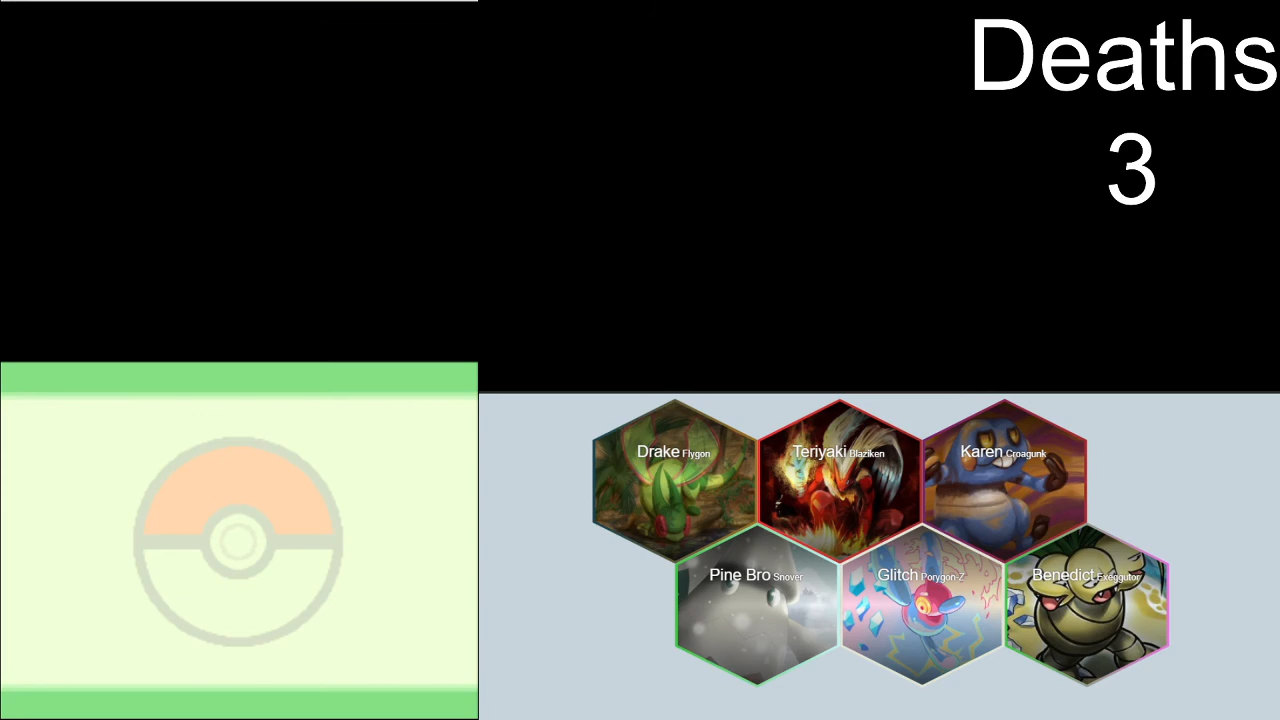 Deaths
3
Drake Flygon
Teriyaki Blaziken
Karen Croagunk
Pine Bro Snover
Glitch Porygon-Z
Benedict Exeggutor